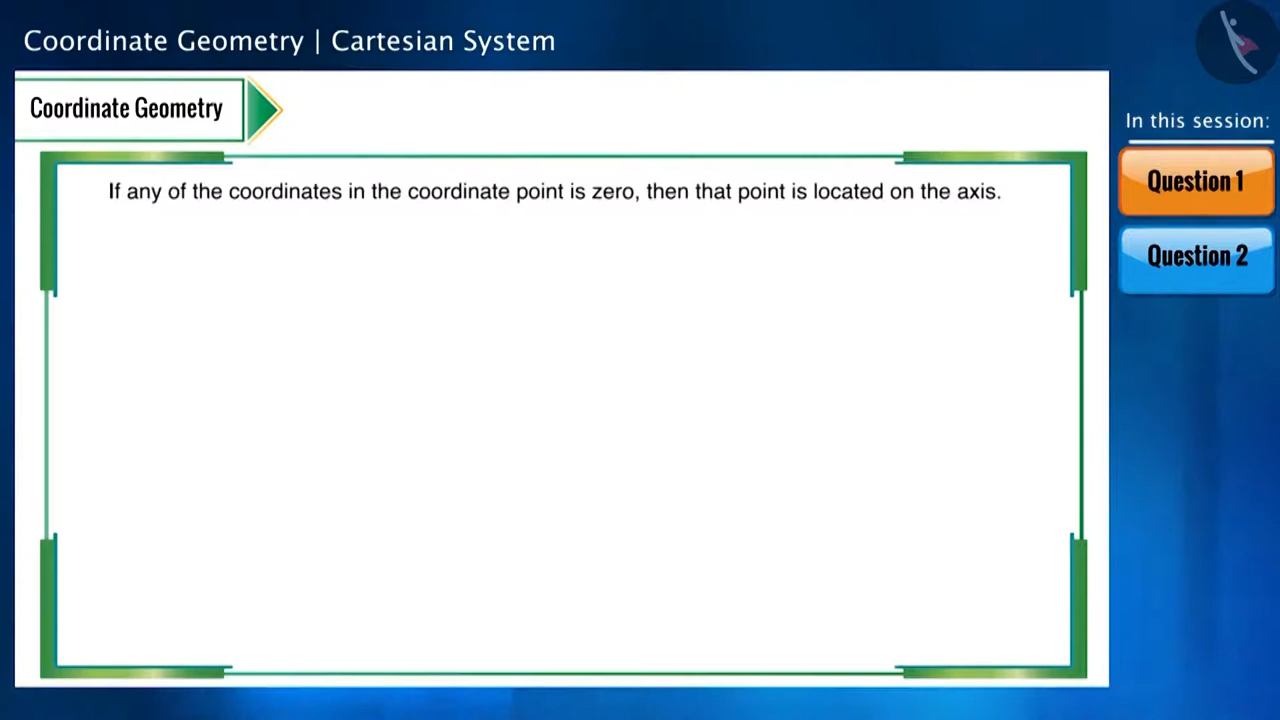 Coordinate Geometry | Cartesian System
Coordinate Geometry
In this session:
If any of the coordinates in the coordinate point is zero, then that point is located on the axis.
Question 1
Question 2